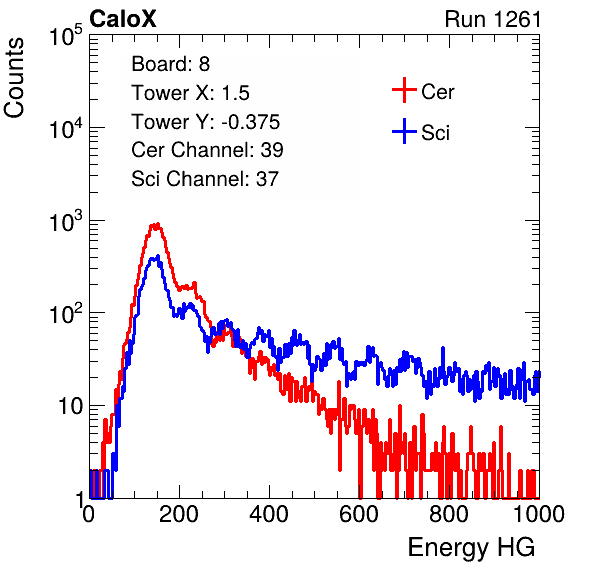 CaloX Run 1261
Counts
10^5
10^4
10^3
10^2
10
1
Board: 8
Tower X: 1.5
Tower Y: -0.375
Cer Channel: 39
Sci Channel: 37
Cer
Sci
0 200 400 600 800 1000
Energy HG